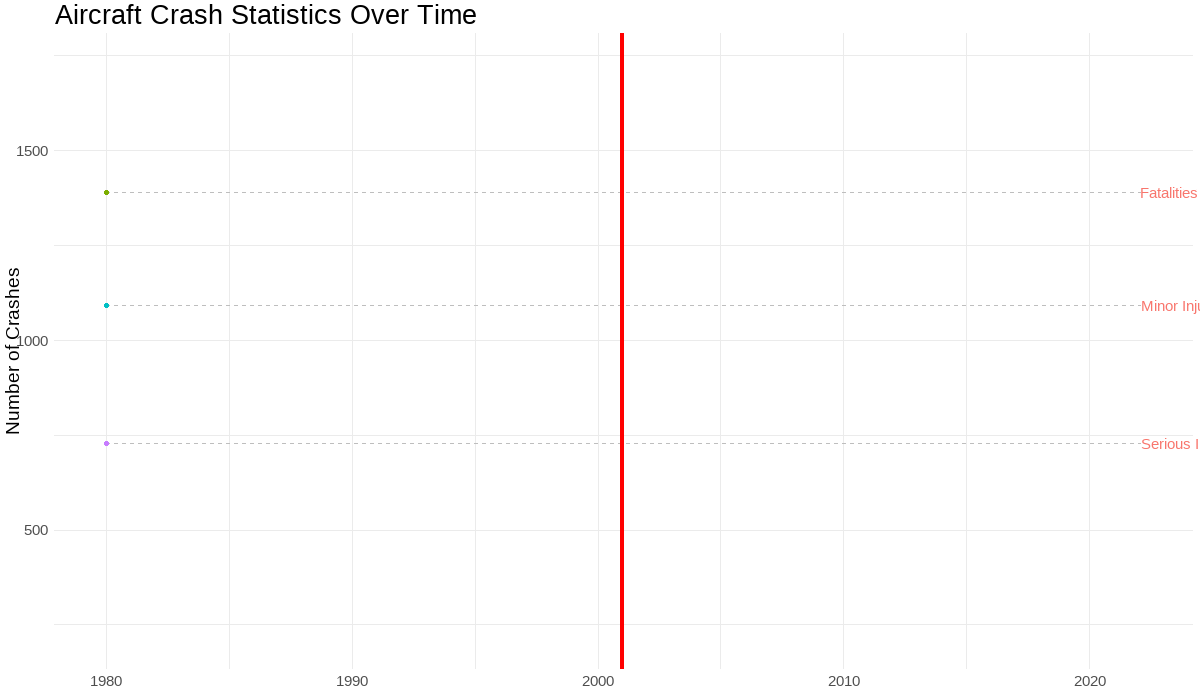 Aircraft Crash Statistics Over Time
Number of Crashes
1500
1000
500
Fatalities
Minor Inju
Serious I
1980
1990
2000
2010
2020